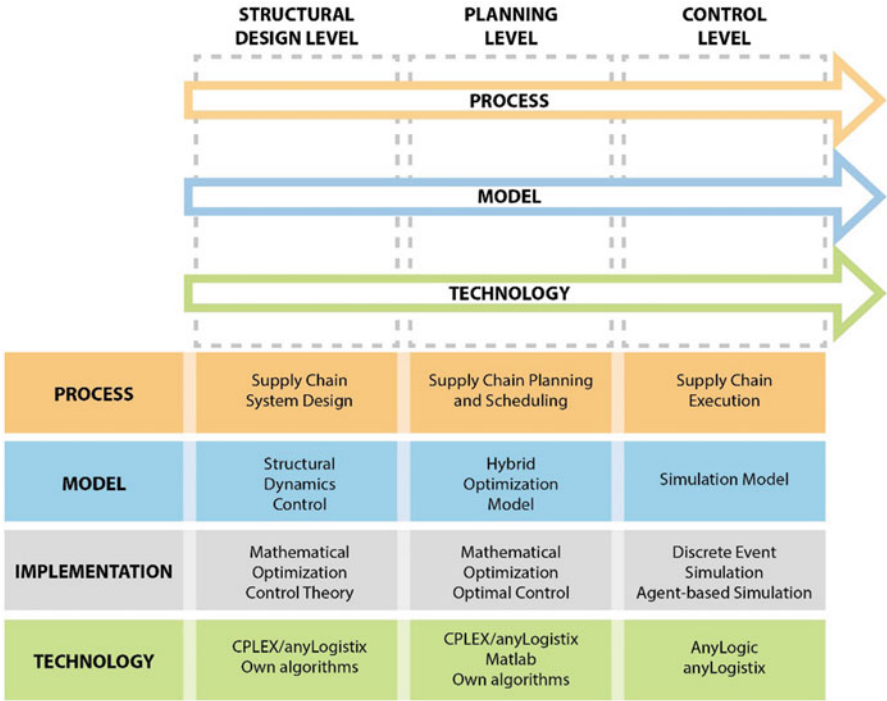 STRUCTURAL
DESIGN LEVEL
PLANNING
LEVEL
CONTROL
LEVEL
PROCESS
MODEL
TECHNOLOGY
PROCESS
Supply Chain
System Design
Supply Chain Planning
and Scheduling
Supply Chain
Execution
MODEL
Structural
Dynamics
Control
Hybrid
Optimization
Model
Simulation Model
IMPLEMENTATION
Mathematical
Optimization
Control Theory
Mathematical
Optimization
Optimal Control
Discrete Event
Simulation
Agent-based Simulation
TECHNOLOGY
CPLEX/anyLogistix
Own algorithms
CPLEX/anyLogistix
Matlab
Own algorithms
AnyLogic
anyLogistix